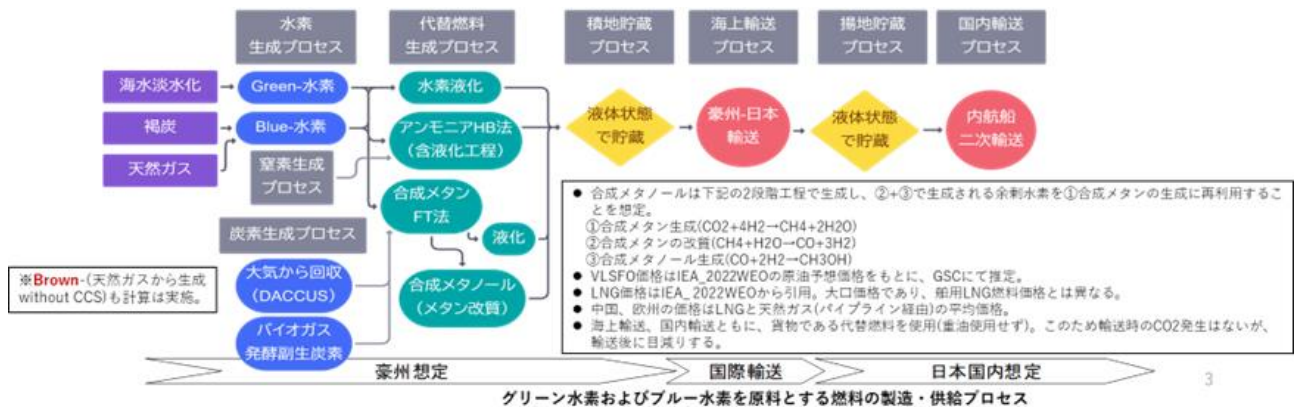 水素
生成プロセス
代替燃料
生成プロセス
積地貯蔵
プロセス
海上輸送
プロセス
揚地貯蔵
プロセス
国内輸送
プロセス
海水淡水化
Green-水素
水素液化
褐炭
Blue-水素
アンモニアHB法
(含液化工程)
液体状態
で貯蔵
豪州-日本
輸送
液体状態
で貯蔵
内航船
二次輸送
天然ガス
窒素生成
プロセス
合成メタン
FT法
液化
炭素生成プロセス
大気から回収
(DACCUS)
合成メタノール
(メタン改質)
バイオガス
発酵副生炭素
※Brown-(天然ガスから生成
without CCS)も計算は実施。
● 合成メタノールは下記の2段階工程で生成し、②+③で生成される余剰水素を①合成メタンの生成に再利用するこ
とを想定。
①合成メタン生成(CO2+4H2→CH4+2H2O)
②合成メタンの改質(CH4+H2O→CO+3H2)
③合成メタノール生成(CO+2H2→CH3OH)
● VLSFO価格はIEA_2022WEOの原油予想価格をもとに、GSCにて推定。
● LNG価格はIEA_2022WEOから引用。大口価格であり、舶用LNG燃料価格とは異なる。
● 中国、欧州の価格はLNGと天然ガス(パイプライン経由)の平均価格。
● 海上輸送、国内輸送ともに、貨物である代替燃料を使用(重油使用せず)。このため輸送時のCO2発生はないが、
輸送後に目減りする。
豪州想定
国際輸送
日本国内想定
3
グリーン水素およびブルー水素を原料とする燃料の製造・供給プロセス